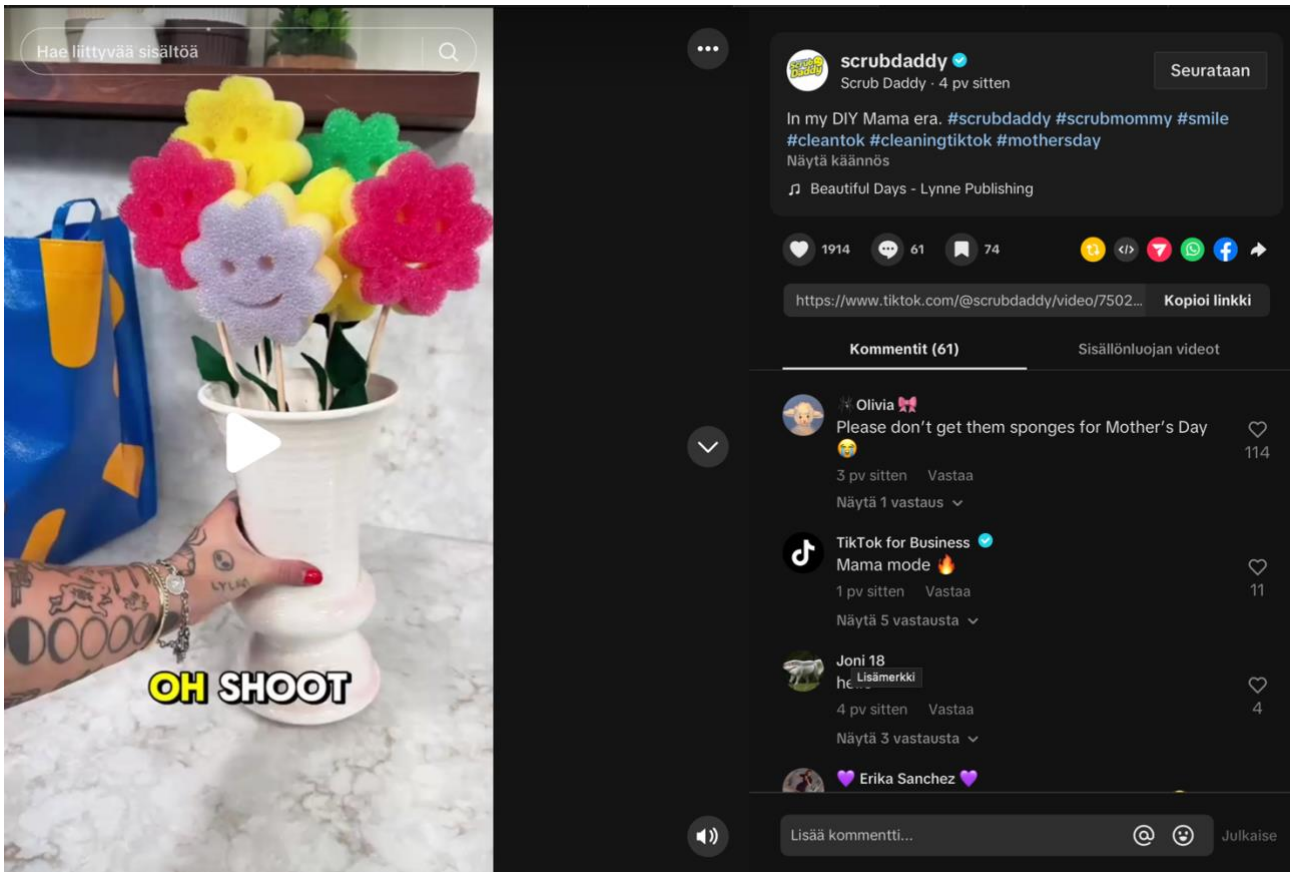 Hae liittyvää sisältöä
OH SHOOT
Scrub
Daddy
scrubdaddy
Scrub Daddy · 4 pv sitten
Seurataan
In my DIY Mama era. #scrubdaddy #scrubmommy #smile
#cleantok #cleaningtiktok #mothersday
Näytä käännös
Beautiful Days - Lynne Publishing
1914
61
74
https://www.tiktok.com/@scrubdaddy/video/7502...
Kopioi linkki
Kommentit (61)
Sisällönluojan videot
Olivia 🎀
Please don't get them sponges for Mother's Day
😭
114
3 pv sitten Vastaa
Näytä 1 vastaus
TikTok for Business
Mama mode 🔥
11
1 pv sitten Vastaa
Näytä 5 vastausta
Joni 18
Lisämerkki
4
4 pv sitten Vastaa
Näytä 3 vastausta
💜 Erika Sanchez 💜
Lisää kommentti...
@
Julkaise